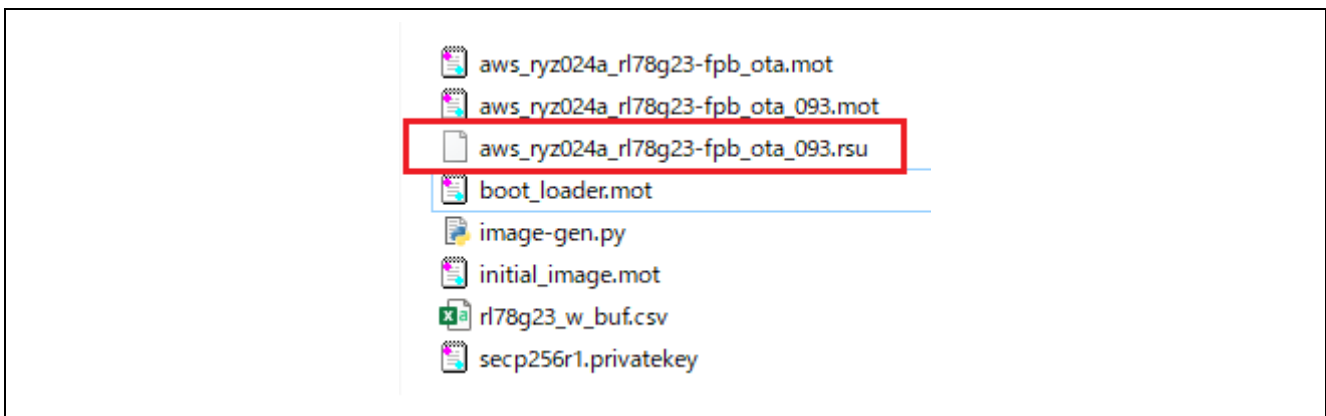 aws_ryz024a_rl78g23-fpb_ota.mot
aws_ryz024a_rl78g23-fpb_ota_093.mot
aws_ryz024a_rl78g23-fpb_ota_093.rsu
boot_loader.mot
image-gen.py
initial_image.mot
rl78g23_w_buf.csv
secp256r1.privatekey